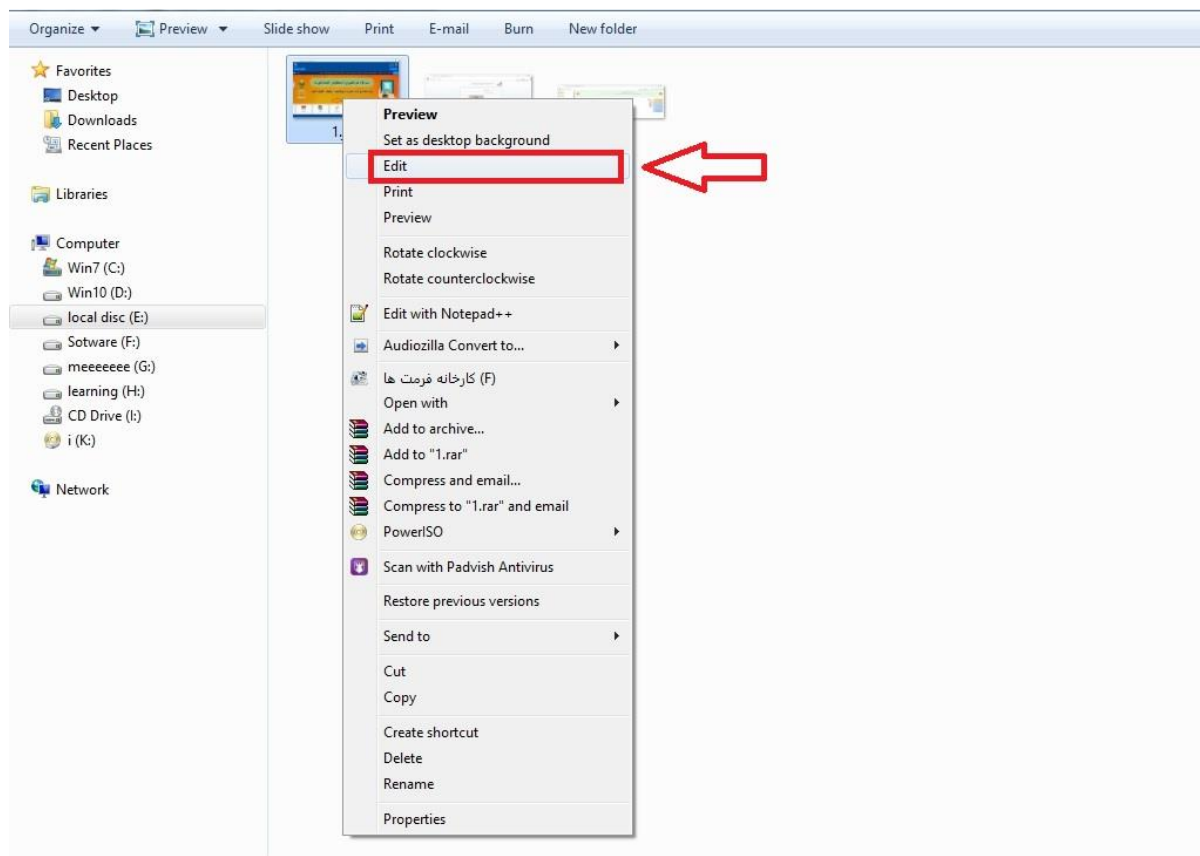 Organize Preview Slide show Print E-mail Burn New folder
Favorites
Desktop
Downloads
Recent Places
Libraries
Computer
Win7 (C:)
Win10 (D:)
local disc (E:)
Sotware (F:)
meeeeeee (G:)
learning (H:)
CD Drive (I:)
i (K:)
Network
1.
Preview
Set as desktop background
Edit
Print
Preview
Rotate clockwise
Rotate counterclockwise
Edit with Notepad++
Audiozilla Convert to...
کارخانه فرمت ها (F)
Open with
Add to archive...
Add to "1.rar"
Compress and email...
Compress to "1.rar" and email
PowerISO
Scan with Padvish Antivirus
Restore previous versions
Send to
Cut
Copy
Create shortcut
Delete
Rename
Properties